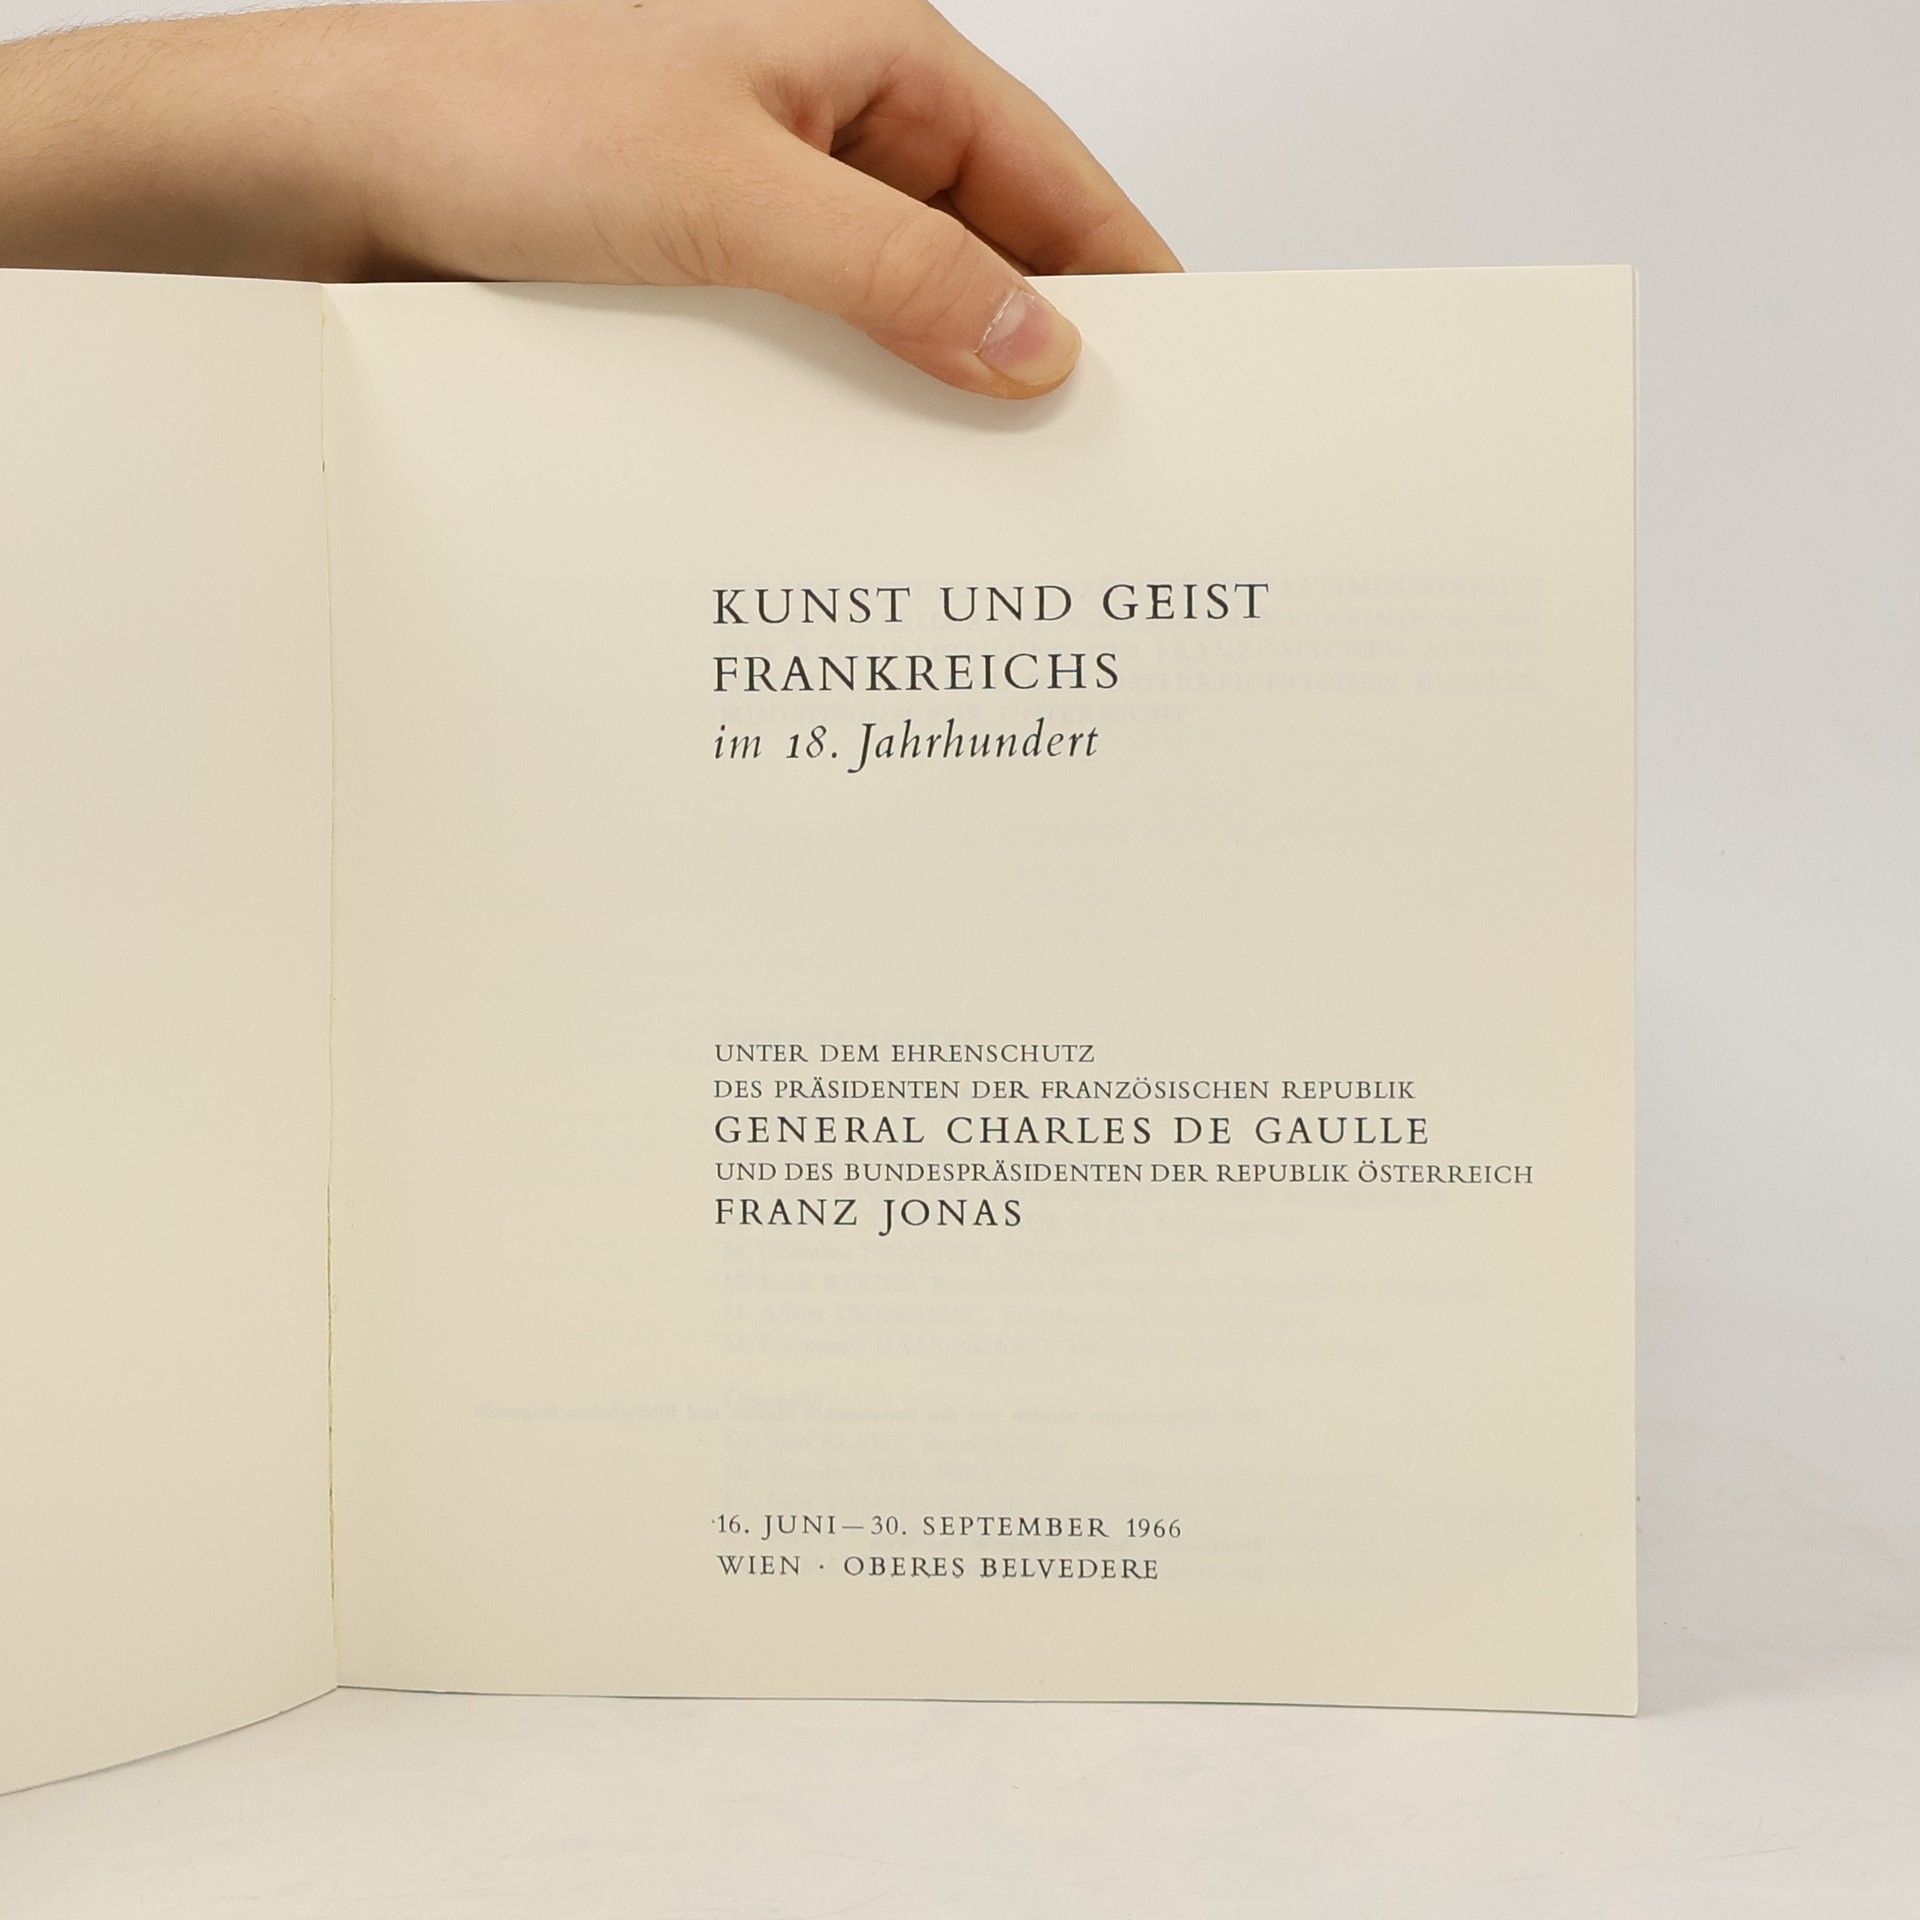 KUNST UND GEIST
FRANKREICHS
im 18. Jahrhundert
UNTER DEM EHRENSCHUTZ
DES PRÄSIDENTEN DER FRANZÖSISCHEN REPUBLIK
GENERAL CHARLES DE GAULLE
UND DES BUNDESPRÄSIDENTEN DER REPUBLIK ÖSTERREICH
FRANZ JONAS
16. JUNI—30. SEPTEMBER 1966
WIEN · OBERES BELVEDERE